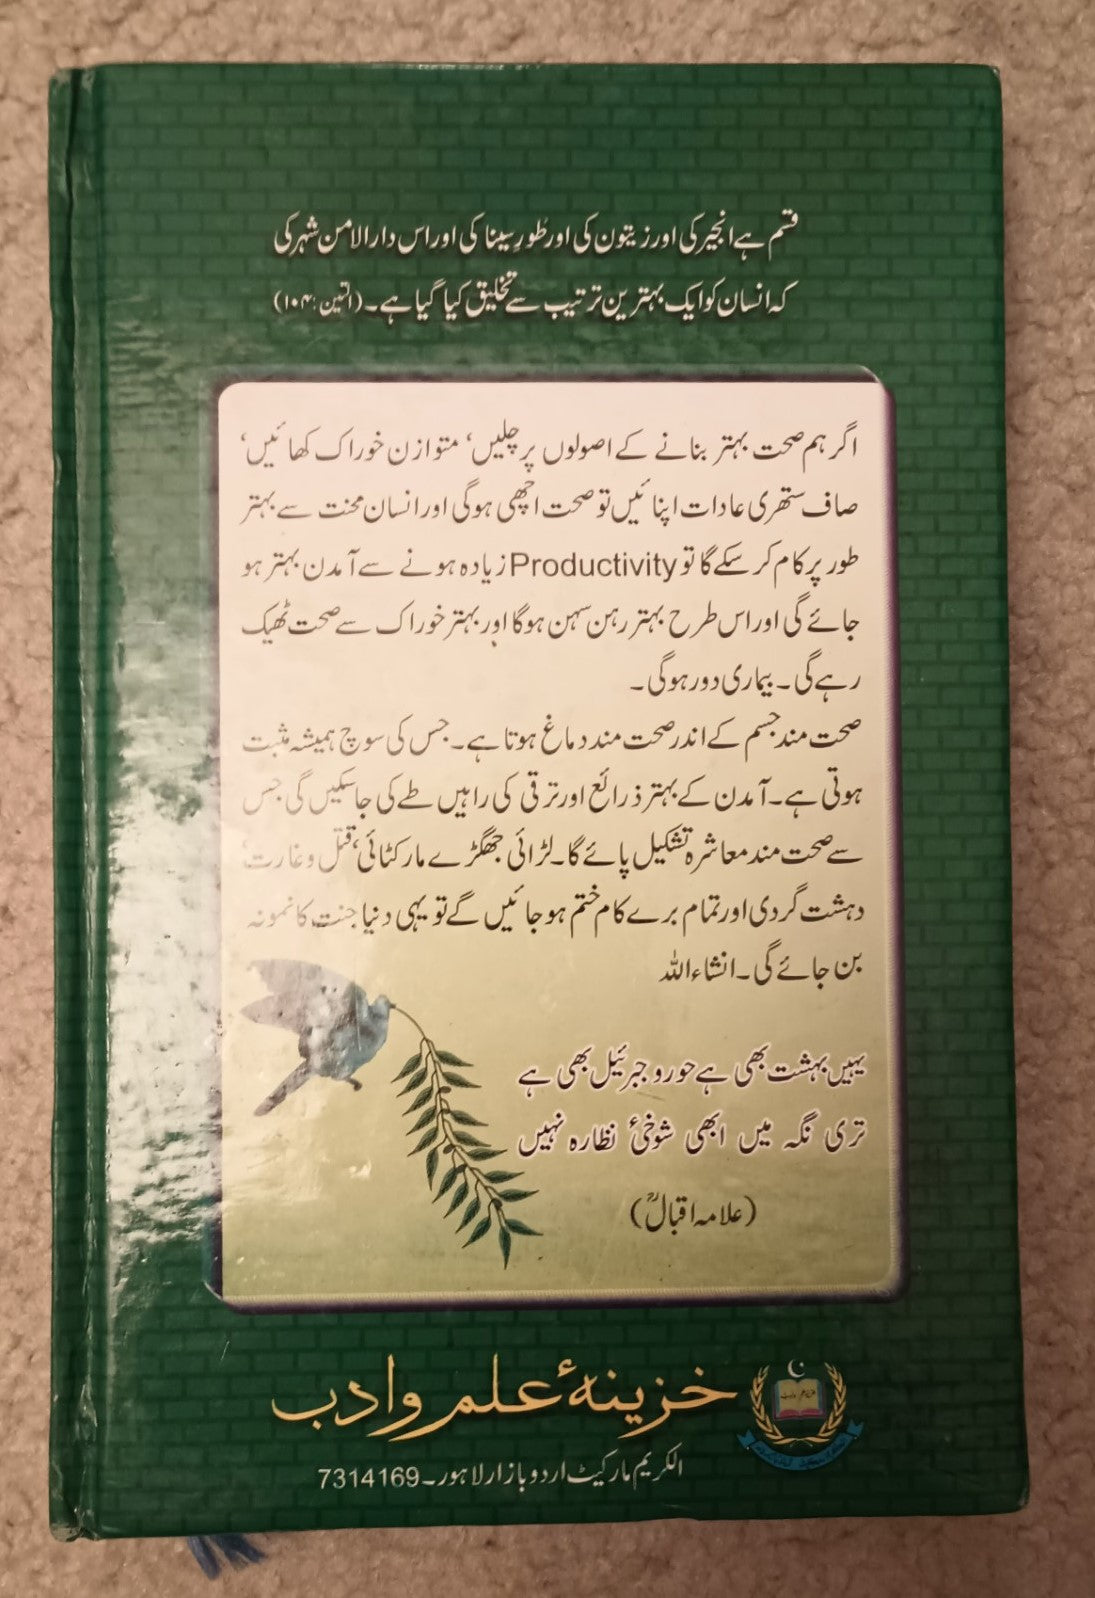 قسم ہے انجیر کی اور زیتون کی اور طُورِ سینا کی اور اس دارالامن شہر کی
کہ انسان کو ایک بہترین ترتیب سے تخلیق کیا گیا ہے۔ (التین: ۴۔۱)
اگر ہم صحت بہتر بنانے کے اصولوں پر چلیں‘ متوازن خوراک کھائیں‘
صاف ستھری عادات اپنائیں تو صحت اچھی ہوگی اور انسان محنت سے بہتر
طور پر کام کر سکے گا تو Productivity زیادہ ہونے سے آمدن بہتر ہو
جائے گی اور اس طرح بہتر رہن سہن ہوگا اور بہتر خوراک سے صحت ٹھیک
رہے گی۔ بیماری دور ہوگی۔
صحت مند جسم کے اندر صحت مند دماغ ہوتا ہے۔ جس کی سوچ ہمیشہ مثبت
ہوتی ہے۔ آمدن کے بہتر ذرائع اور ترقی کی راہیں طے کی جا سکیں گی جس
سے صحت مند معاشرہ تشکیل پائے گا۔ لڑائی جھگڑے مار کٹائی‘ قتل و غارت‘
دہشت گردی اور تمام برے کام ختم ہو جائیں گے تو یہی دنیا جنت کا نمونہ
بن جائے گی۔ انشاء اللہ
یہیں بہشت بھی ہے حور و جبرئیل بھی ہے
تری نگہ میں ابھی شوخیٔ نظارہ نہیں
(علامہ اقبالؒ)
خزینۂ علم و ادب
الکریم مارکیٹ اردو بازار لاہور۔ 7314169